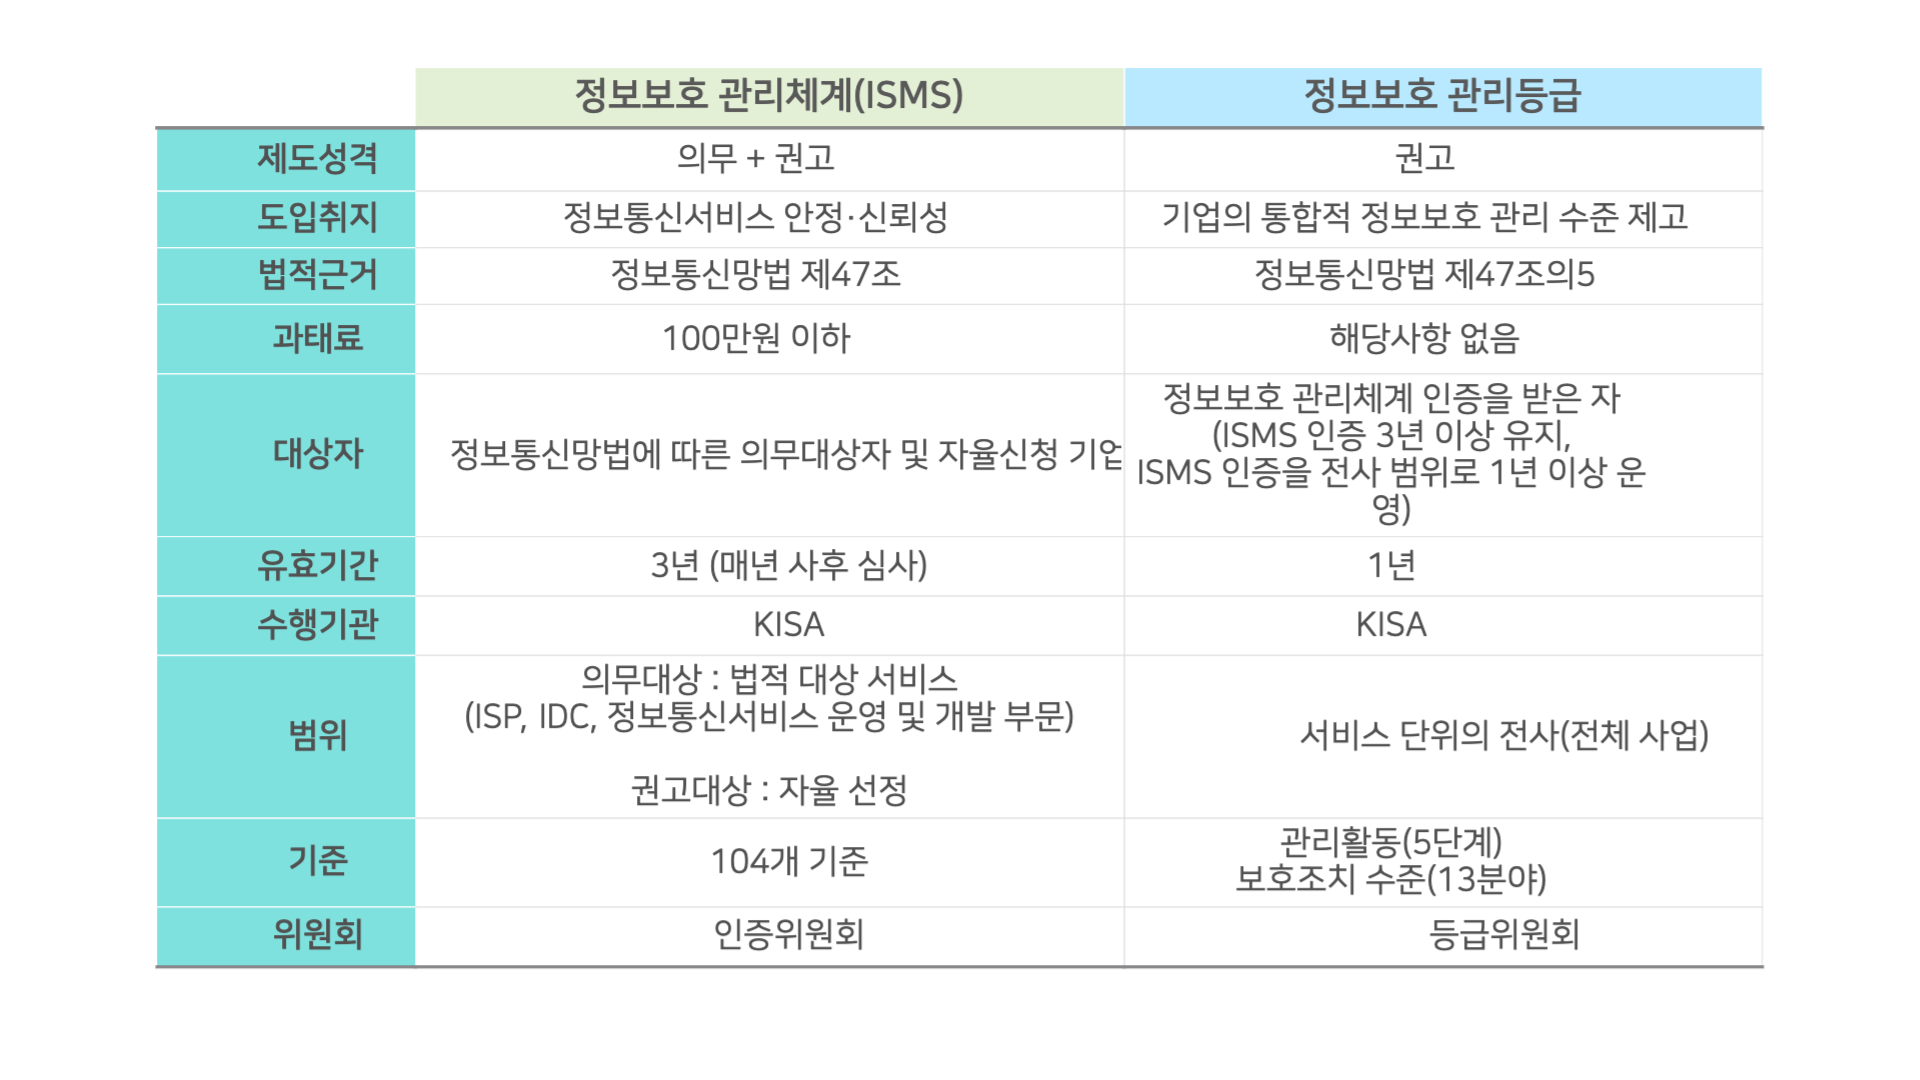 정보보호 관리체계(ISMS) 정보보호 관리등급
제도성격 의무 + 권고 권고
도입취지 정보통신서비스 안정·신뢰성 기업의 통합적 정보보호 관리 수준 제고
법적근거 정보통신망법 제47조 정보통신망법 제47조의5
과태료 100만원 이하 해당사항 없음
대상자 정보통신망법에 따른 의무대상자 및 자율신청 기업
정보보호 관리체계 인증을 받은 자
(ISMS 인증 3년 이상 유지,
ISMS 인증을 전사 범위로 1년 이상 운
영)
유효기간 3년 (매년 사후 심사) 1년
수행기관 KISA KISA
범위
의무대상 : 법적 대상 서비스
(ISP, IDC, 정보통신서비스 운영 및 개발 부문)
권고대상 : 자율 선정
서비스 단위의 전사(전체 사업)
기준 104개 기준
관리활동(5단계)
보호조치 수준(13분야)
위원회 인증위원회 등급위원회